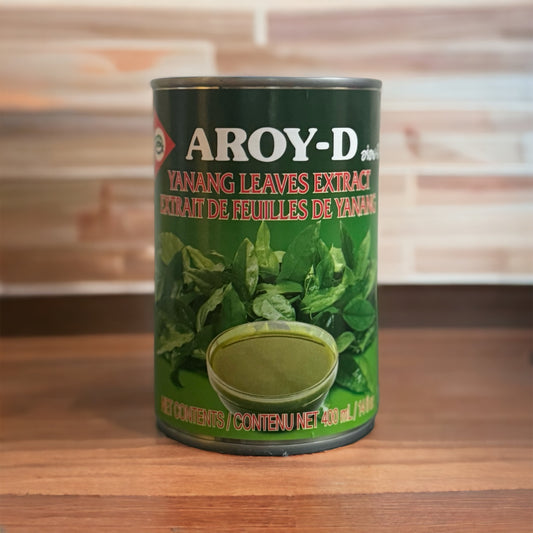 AROY-D
YANANG LEAVES EXTRACT
EXTRAIT DE FEUILLES DE YANANG
NET CONTENTS / CONTENU NET 400 mL /